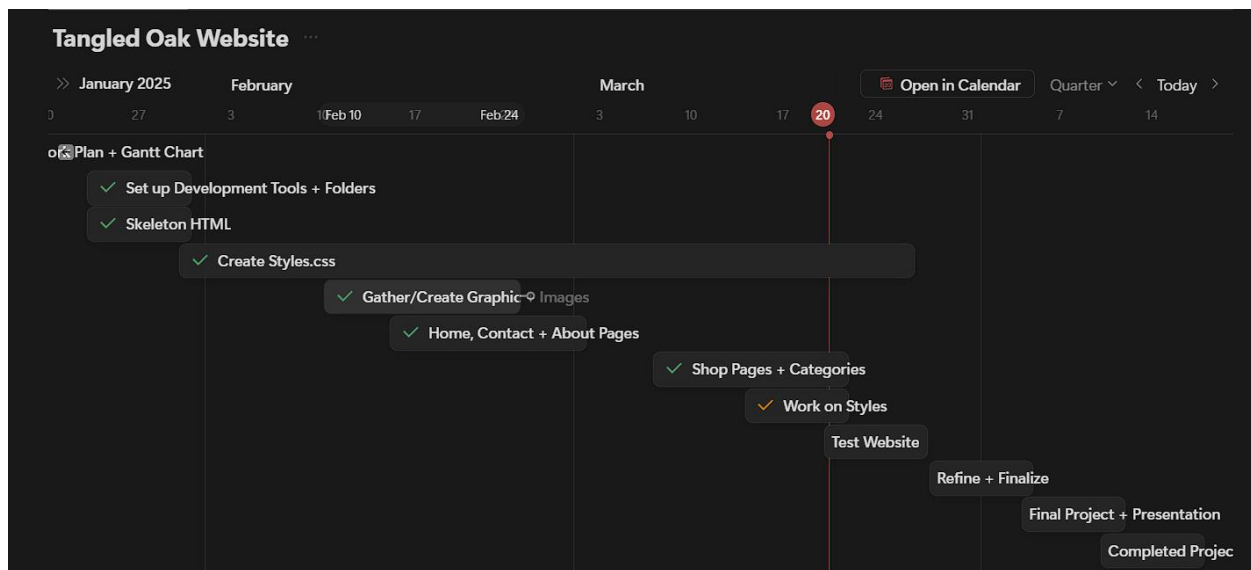 Tangled Oak Website ...
January 2025 February March Open in Calendar Quarter Today
27 3 Feb 10 17 Feb 24 3 10 17 20 24 31 7 14
Plan + Gantt Chart
Set up Development Tools + Folders
Skeleton HTML
Create Styles.css
Gather/Create Graphic Images
Home, Contact + About Pages
Shop Pages + Categories
Work on Styles
Test Website
Refine + Finalize
Final Project + Presentation
Completed Projec